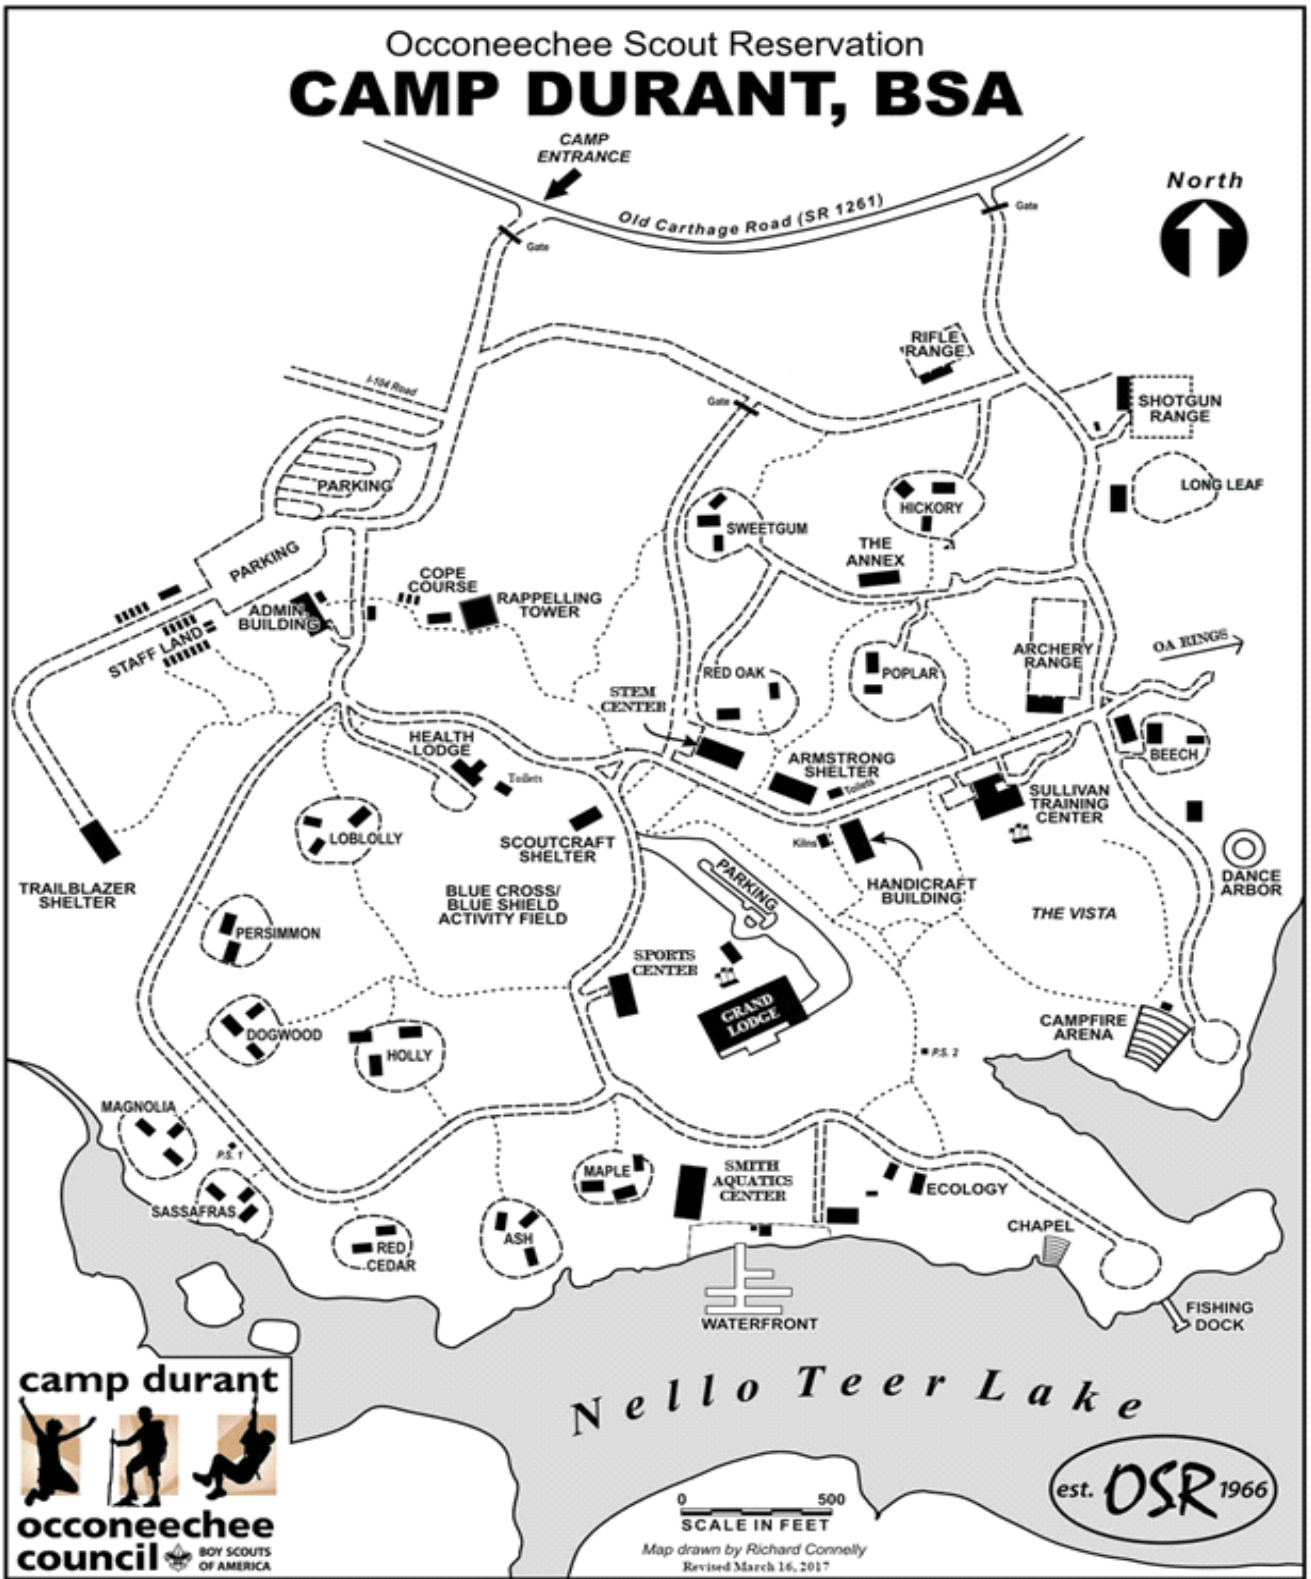 Occoneechee Scout Reservation
CAMP DURANT, BSA
CAMP
ENTRANCE
North
Old Carthage Road (SR 1261)
Gate
Gate
RIFLE
RANGE
I-104 Road
Gate
SHOTGUN
RANGE
PARKING
LONG LEAF
HICKORY
SWEETGUM
THE
ANNEX
PARKING
COPE
COURSE
RAPPELLING
TOWER
ADMIN.
BUILDING
STAFF LAND
ARCHERY
RANGE
OA RINGS
RED OAK
POPLAR
STEM
CENTER
HEALTH
LODGE
Toilets
ARMSTRONG
SHELTER
Toilets
BEECH
SULLIVAN
TRAINING
CENTER
LOBLOLLY
SCOUTCRAFT
SHELTER
Kilns
TRAILBLAZER
SHELTER
BLUE CROSS/
BLUE SHIELD
ACTIVITY FIELD
PARKING
HANDICRAFT
BUILDING
DANCE
ARBOR
THE VISTA
PERSIMMON
SPORTS
CENTER
GRAND
LODGE
CAMPFIRE
ARENA
DOGWOOD
HOLLY
P.S. 2
MAGNOLIA
P.S. 1
MAPLE
SMITH
AQUATICS
CENTER
ECOLOGY
SASSAFRAS
CHAPEL
ASH
RED
CEDAR
FISHING
DOCK
WATERFRONT
Nello Teer Lake
camp durant
occoneechee
council
BOY SCOUTS
OF AMERICA
0 500
SCALE IN FEET
Map drawn by Richard Connelly
Revised March 16, 2017
est. OSR 1966